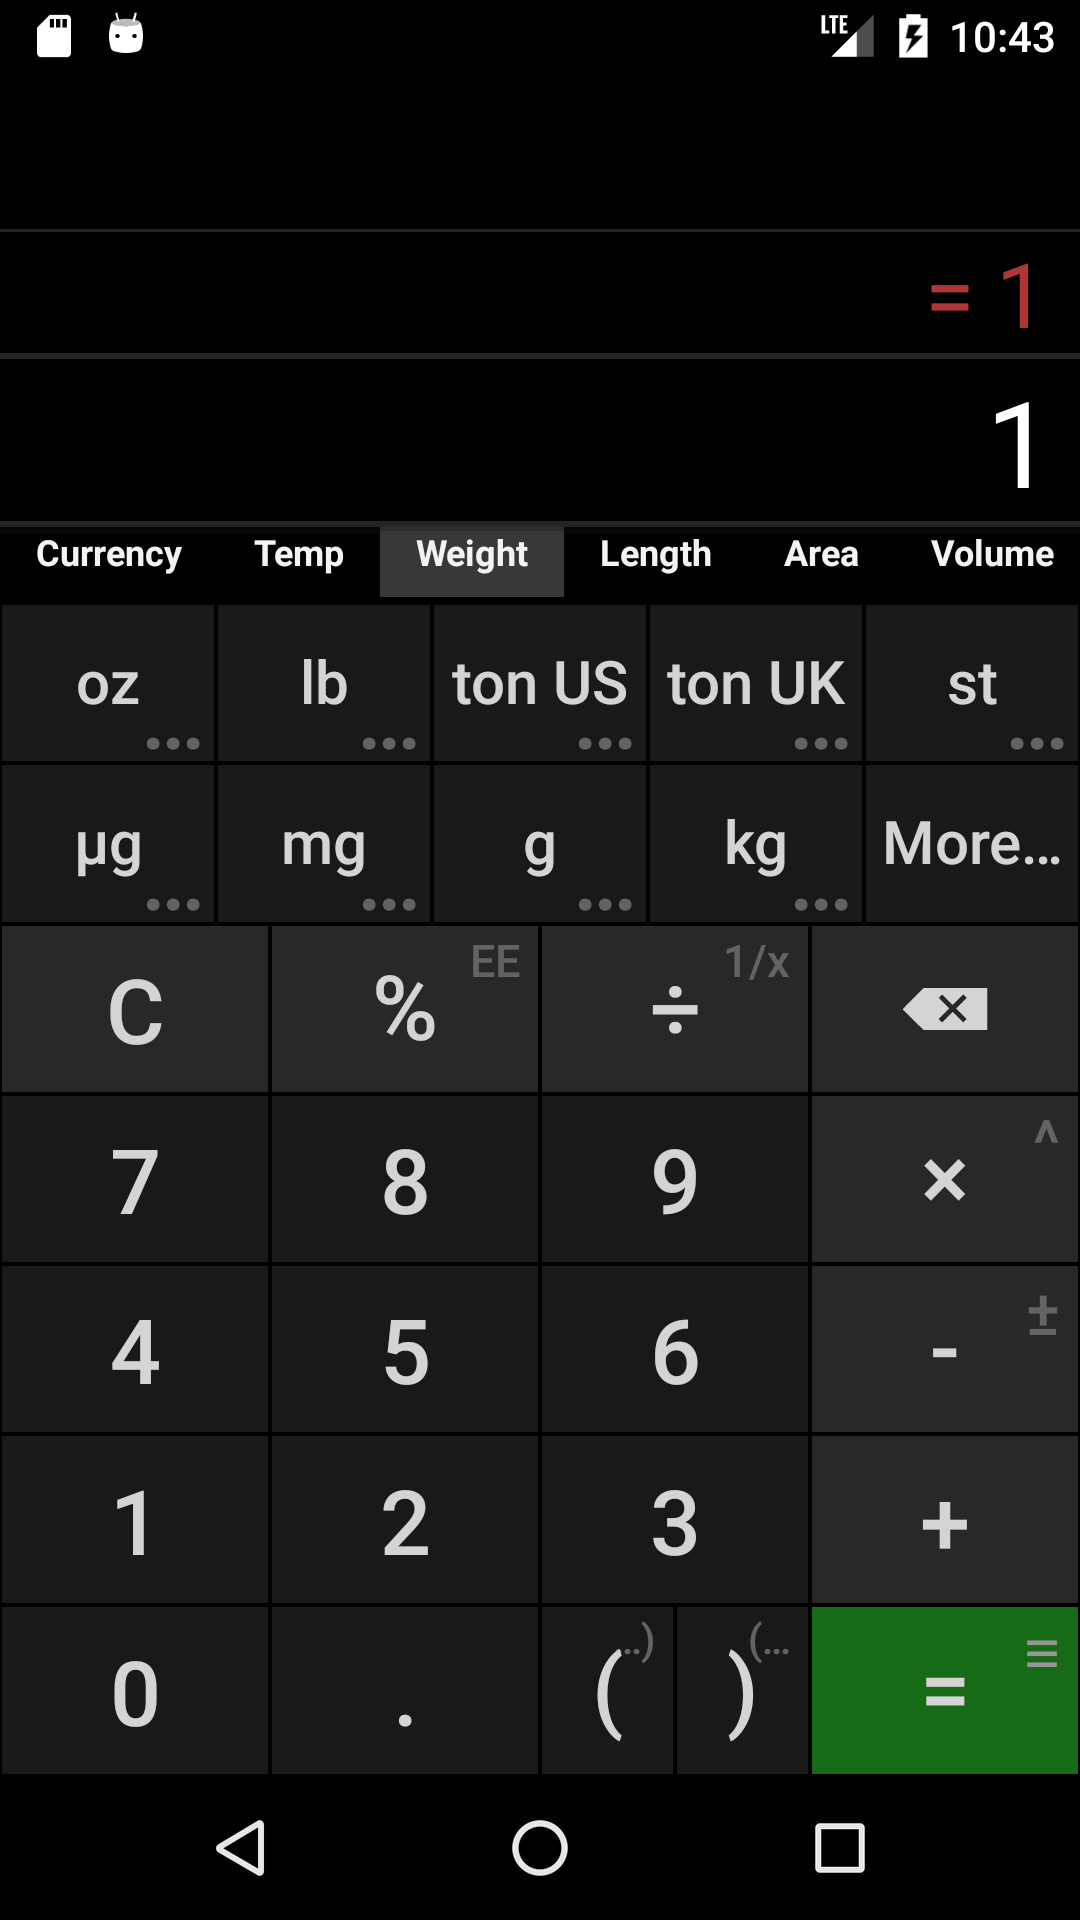 LTE 10:43
= 1
1
Currency Temp Weight Length Area Volume
oz lb ton US ton UK st
µg mg g kg More...
C % EE ÷ 1/x
7 8 9 × ^
4 5 6 - ±
1 2 3 +
0 . ( ..) ) (... =